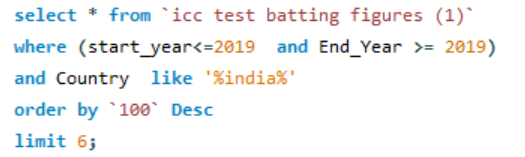 select * from `icc test batting figures (1)`
where (start_year<=2019  and End_Year >= 2019)
and Country  like '%india%'
order by `100` Desc
limit 6;